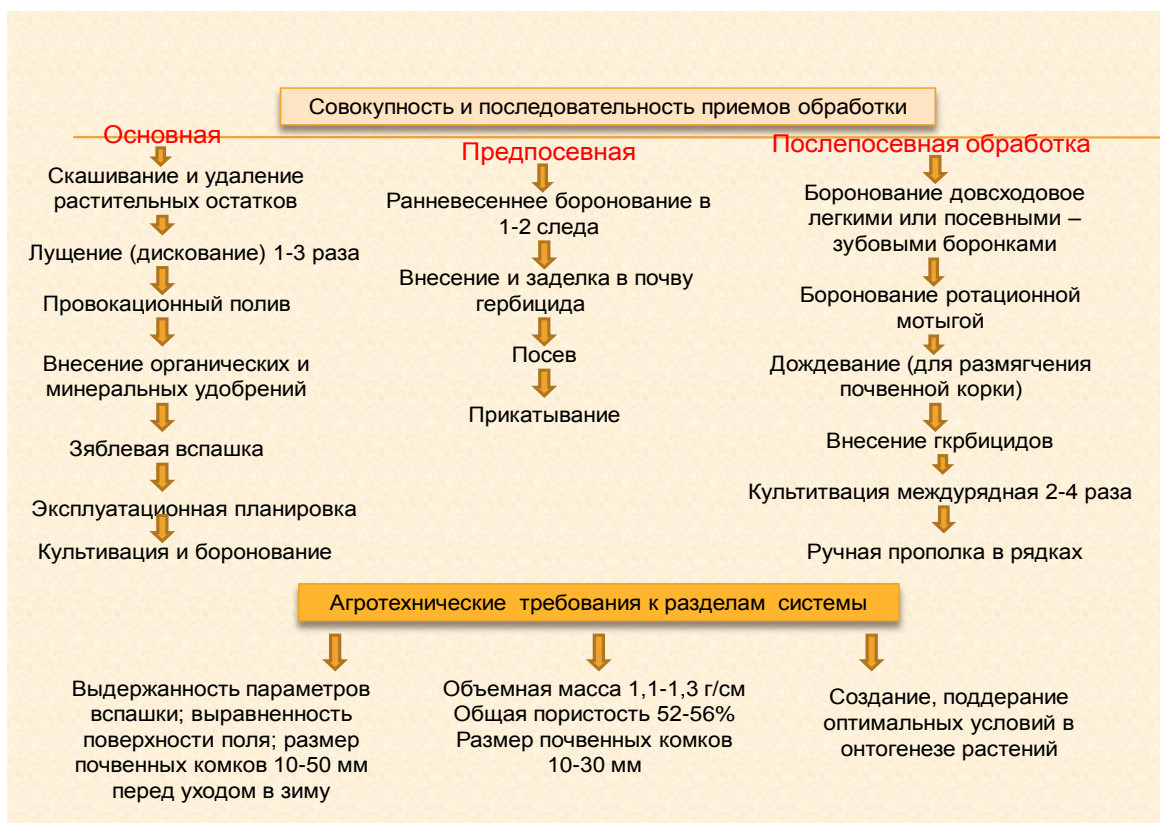 Совокупность и последовательность приемов обработки
Основная
Скашивание и удаление
растительных остатков
Лущение (дискование) 1-3 раза
Провокационный полив
Внесение органических и
минеральных удобрений
Зяблевая вспашка
Эксплуатационная планировка
Культивация и боронование
Предпосевная
Ранневесеннее боронование в
1-2 следа
Внесение и заделка в почву
гербицида
Посев
Прикатывание
Послепосевная обработка
Боронование довсходовое
легкими или посевными –
зубовыми боронками
Боронование ротационной
мотыгой
Дождевание (для размягчения
почвенной корки)
Внесение гкрбицидов
Культитвация междурядная 2-4 раза
Ручная прополка в рядках
Агротехнические требования к разделам системы
Выдержанность параметров
вспашки; выравненность
поверхности поля; размер
почвенных комков 10-50 мм
перед уходом в зиму
Объемная масса 1,1-1,3 г/см
Общая пористость 52-56%
Размер почвенных комков
10-30 мм
Создание, поддерание
оптимальных условий в
онтогенезе растений